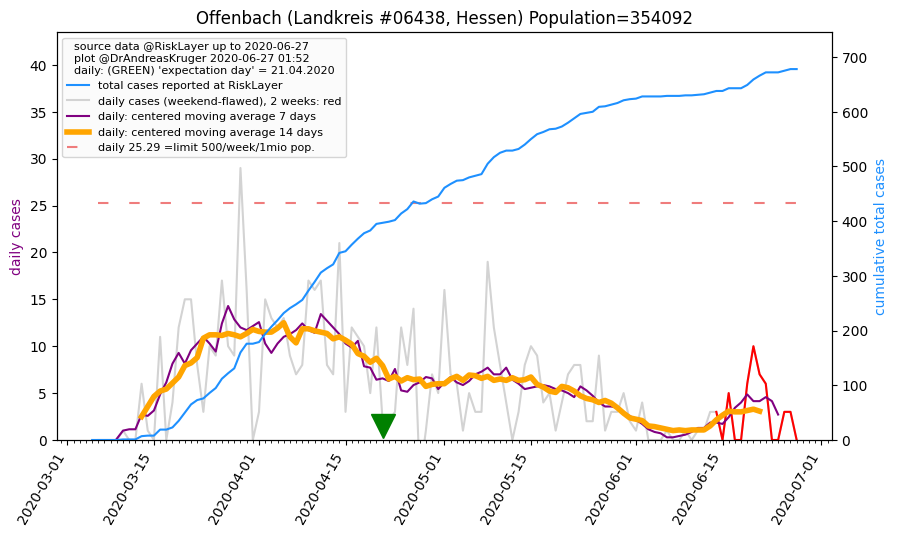 Offenbach (Landkreis #06438, Hessen) Population=354092
source data @RiskLayer up to 2020-06-27
plot @DrAndreasKruger 2020-06-27 01:52
daily: (GREEN) 'expectation day' = 21.04.2020
total cases reported at RiskLayer
daily cases (weekend-flawed), 2 weeks: red
daily: centered moving average 7 days
daily: centered moving average 14 days
daily 25.29 =limit 500/week/1mio pop.
daily cases
40
35
30
25
20
15
10
5
0
cumulative total cases
700
600
500
400
300
200
100
0
2020-03-01
2020-03-15
2020-04-01
2020-04-15
2020-05-01
2020-05-15
2020-06-01
2020-06-15
2020-07-01